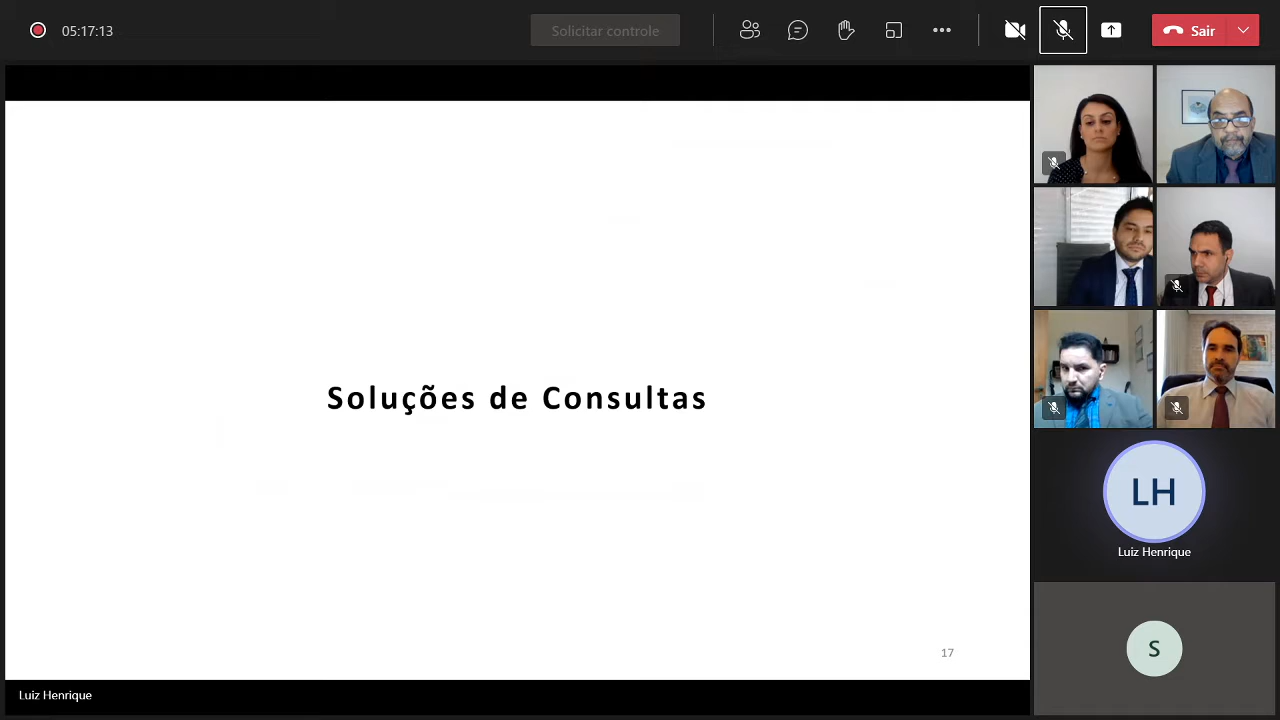 05:17:13
Solicitar controle
Sair
Soluções de Consultas
17
LH
Luiz Henrique
S
Luiz Henrique